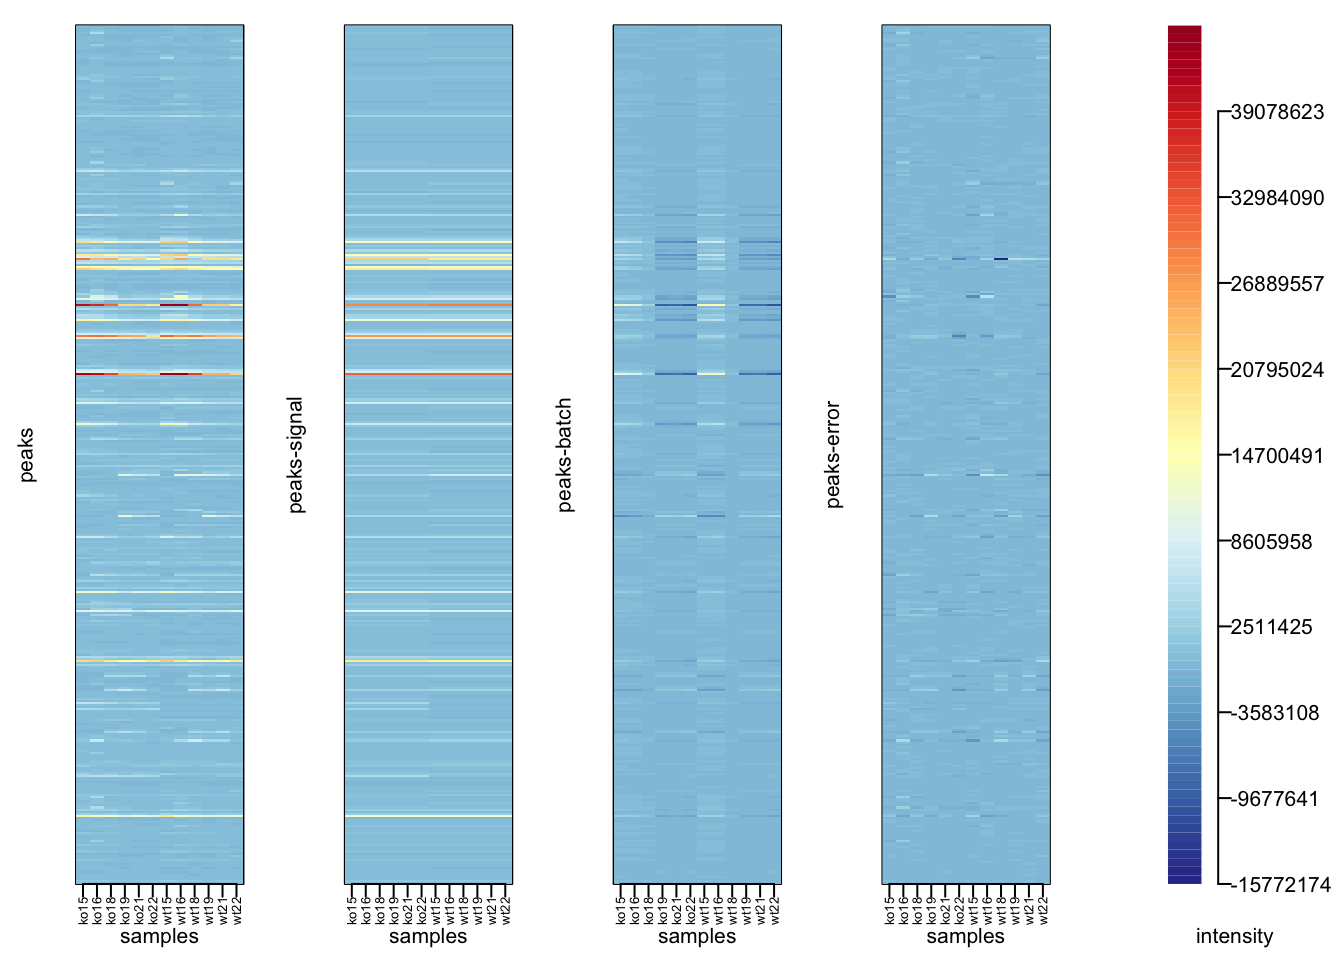 peaks
ko15 ko16 ko18 ko19 ko21 ko22 wt15 wt16 wt18 wt19 wt21 wt22
samples
peaks-signal
ko15 ko16 ko18 ko19 ko21 ko22 wt15 wt16 wt18 wt19 wt21 wt22
samples
peaks-batch
ko15 ko16 ko18 ko19 ko21 ko22 wt15 wt16 wt18 wt19 wt21 wt22
samples
peaks-error
ko15 ko16 ko18 ko19 ko21 ko22 wt15 wt16 wt18 wt19 wt21 wt22
samples
39078623
32984090
26889557
20795024
14700491
8605958
2511425
-3583108
-9677641
-15772174
intensity